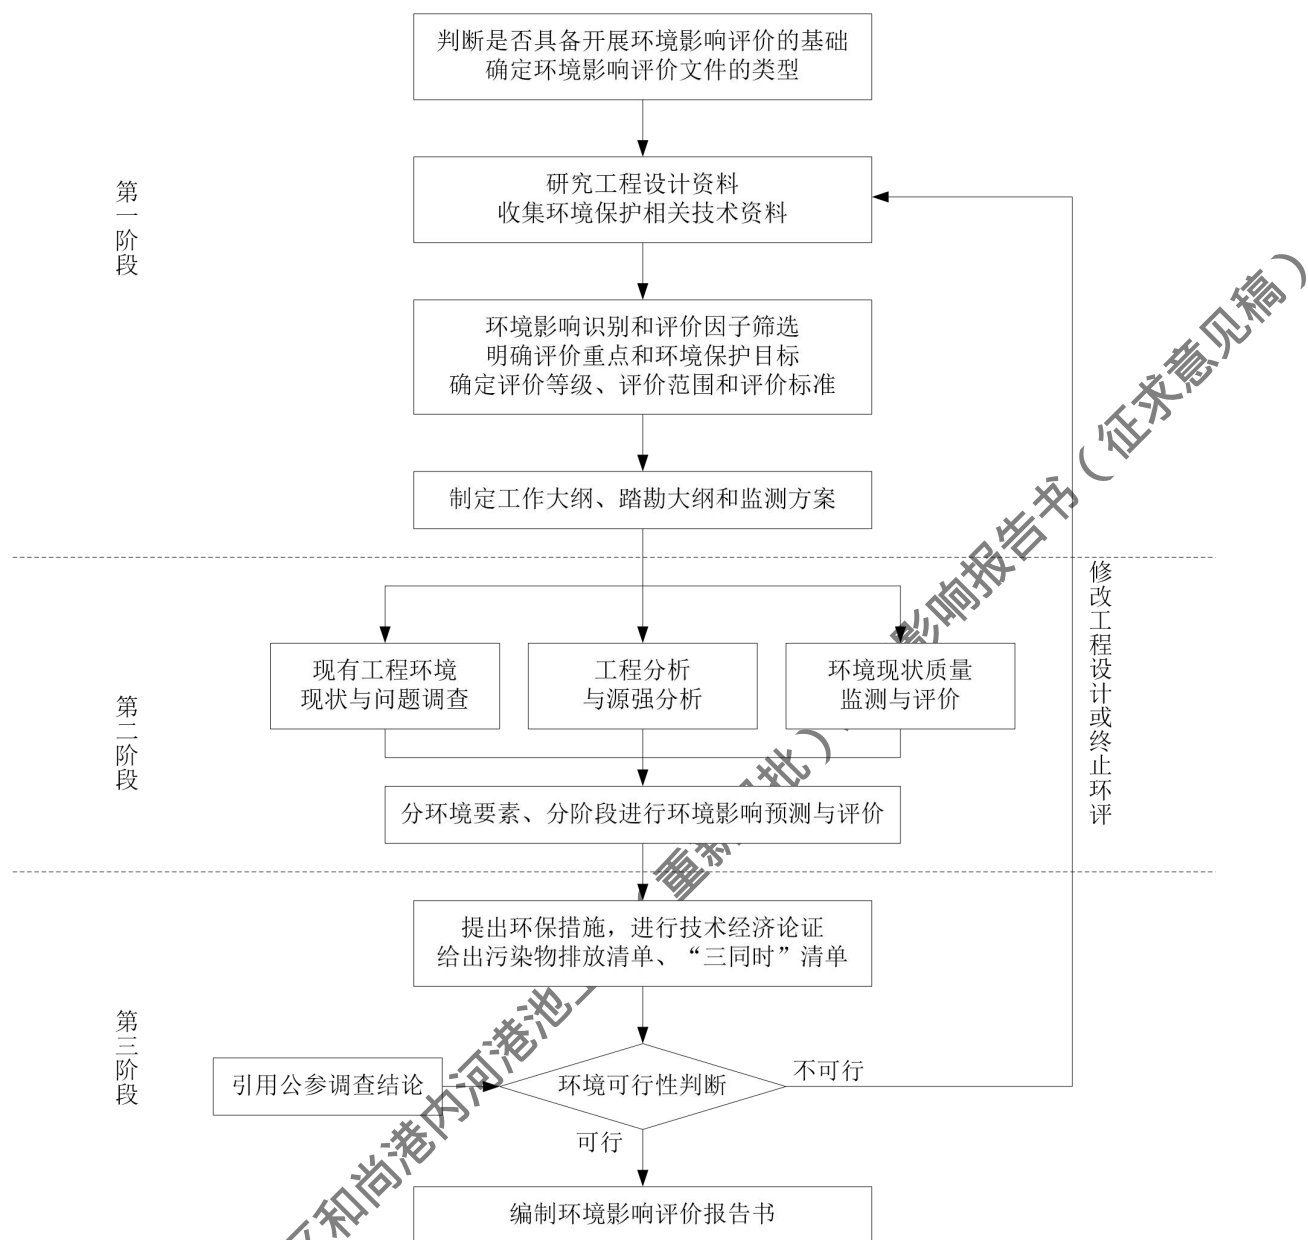 判断是否具备开展环境影响评价的基础
确定环境影响评价文件的类型
第一阶段
研究工程设计资料
收集环境保护相关技术资料
环境影响识别和评价因子筛选
明确评价重点和环境保护目标
确定评价等级、评价范围和评价标准
制定工作大纲、踏勘大纲和监测方案
修改工程设计或终止环评
第二阶段
现有工程环境
现状与问题调查
工程分析
与源强分析
环境现状质量
监测与评价
分环境要素、分阶段进行环境影响预测与评价
第三阶段
提出环保措施，进行技术经济论证
给出污染物排放清单、“三同时”清单
引用公参调查结论
环境可行性判断
不可行
可行
编制环境影响评价报告书
和尚港内河港池
重新
批）
影响报告书（征求意见稿）